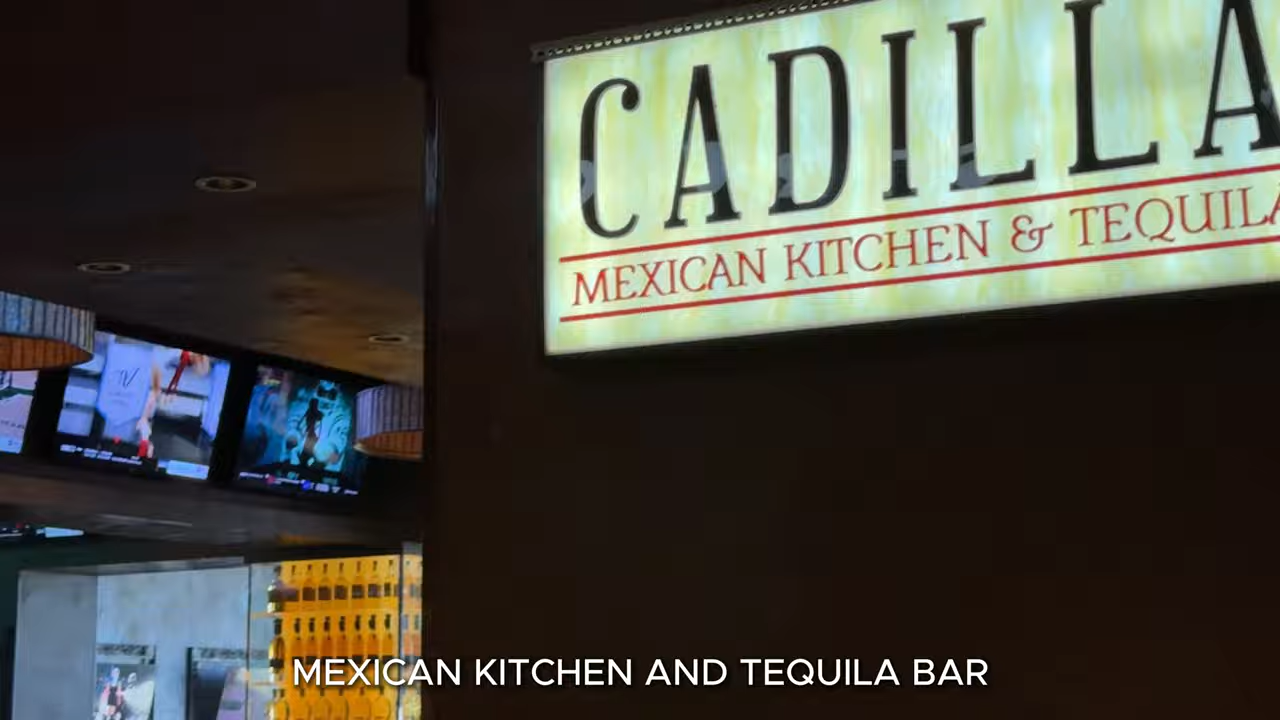 CADILLA
MEXICAN KITCHEN & TEQUILA
MEXICAN KITCHEN AND TEQUILA BAR